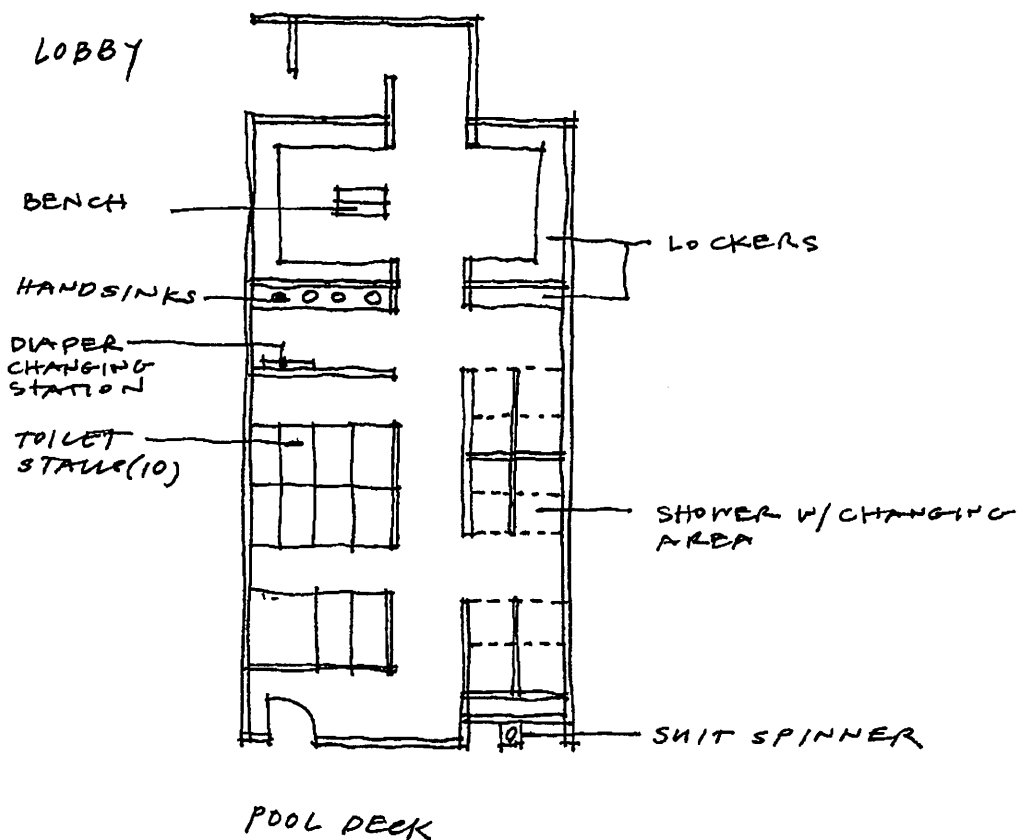 LOBBY
BENCH
LOCKERS
HANDSINKS
DIAPER
CHANGING
STATION
TOILET
STALLS(10)
SHOWER W/ CHANGING
AREA
SUIT SPINNER
POOL DECK